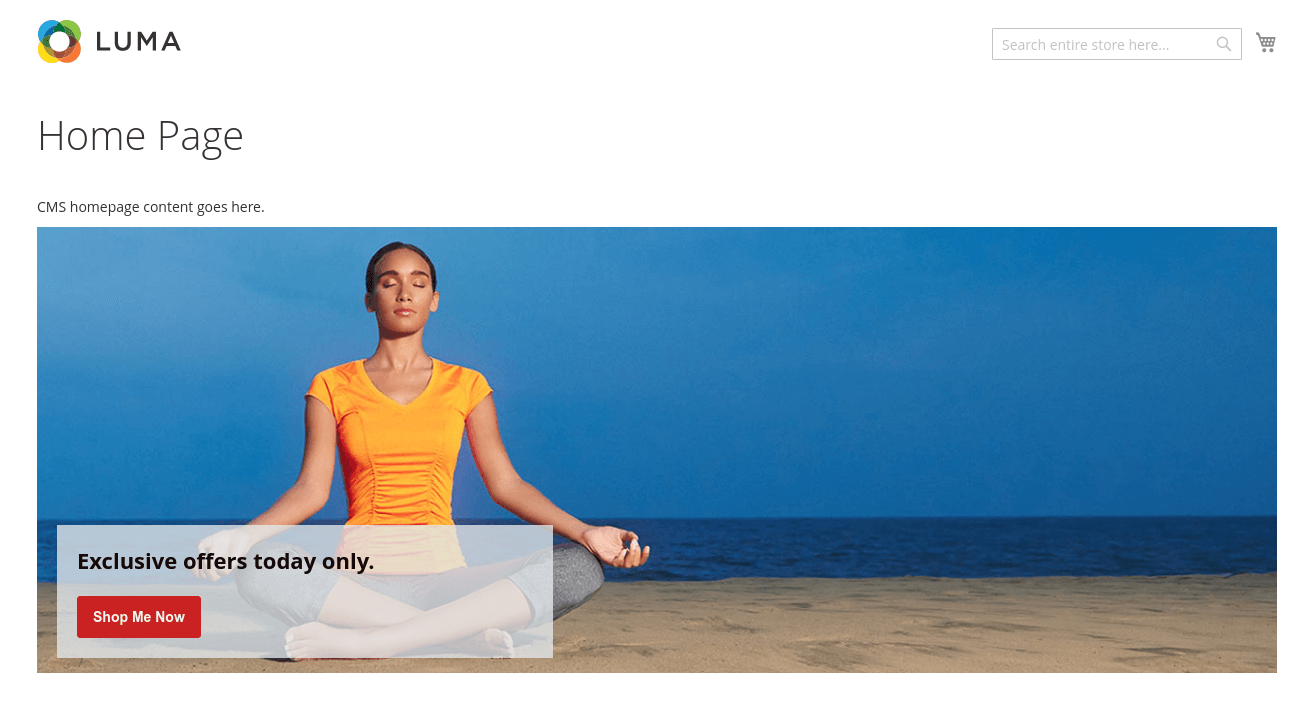 LUMA
Search entire store here...
Home Page
CMS homepage content goes here.
Exclusive offers today only.
Shop Me Now